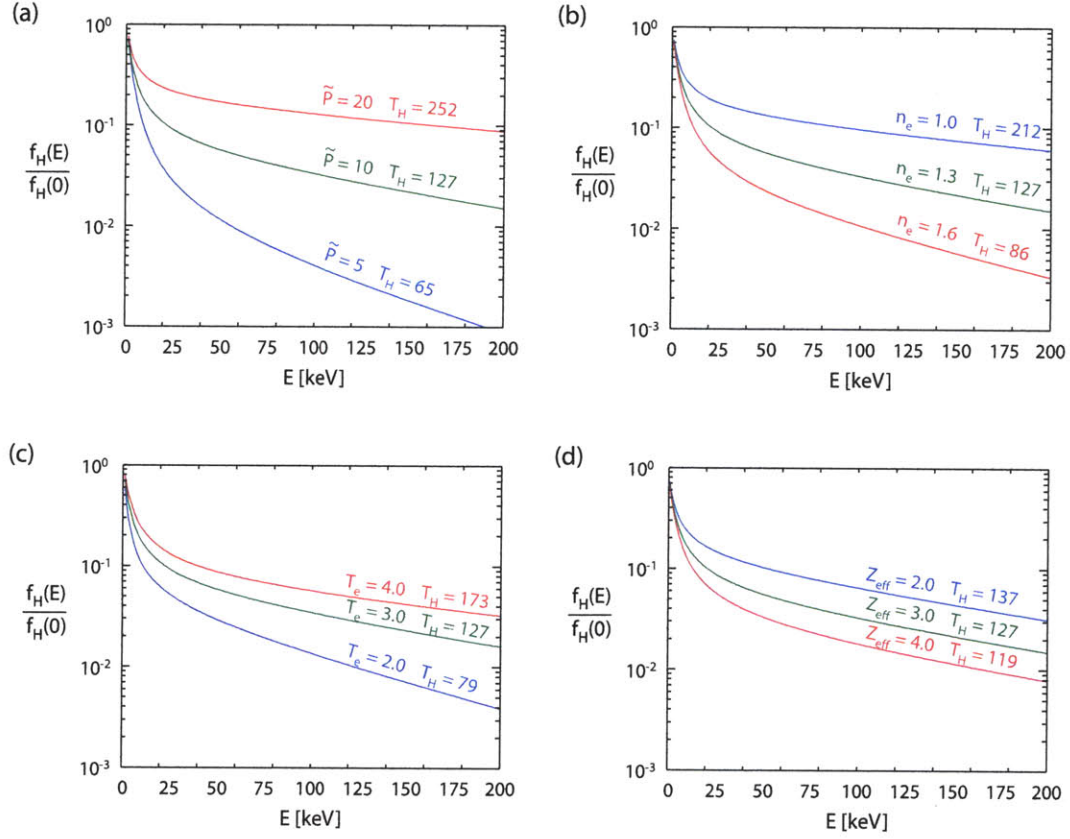 (a)
10^0
10^-1
10^-2
10^-3
f_H(E)
f_H(0)
P̃ = 20 T_H = 252
P̃ = 10 T_H = 127
P̃ = 5 T_H = 65
0 25 50 75 100 125 150 175 200
E [keV]
(b)
10^0
10^-1
10^-2
10^-3
f_H(E)
f_H(0)
n_e = 1.0 T_H = 212
n_e = 1.3 T_H = 127
n_e = 1.6 T_H = 86
0 25 50 75 100 125 150 175 200
E [keV]
(c)
10^0
10^-1
10^-2
10^-3
f_H(E)
f_H(0)
T_e = 4.0 T_H = 173
T_e = 3.0 T_H = 127
T_e = 2.0 T_H = 79
0 25 50 75 100 125 150 175 200
E [keV]
(d)
10^0
10^-1
10^-2
10^-3
f_H(E)
f_H(0)
Z_eff = 2.0 T_H = 137
Z_eff = 3.0 T_H = 127
Z_eff = 4.0 T_H = 119
0 25 50 75 100 125 150 175 200
E [keV]